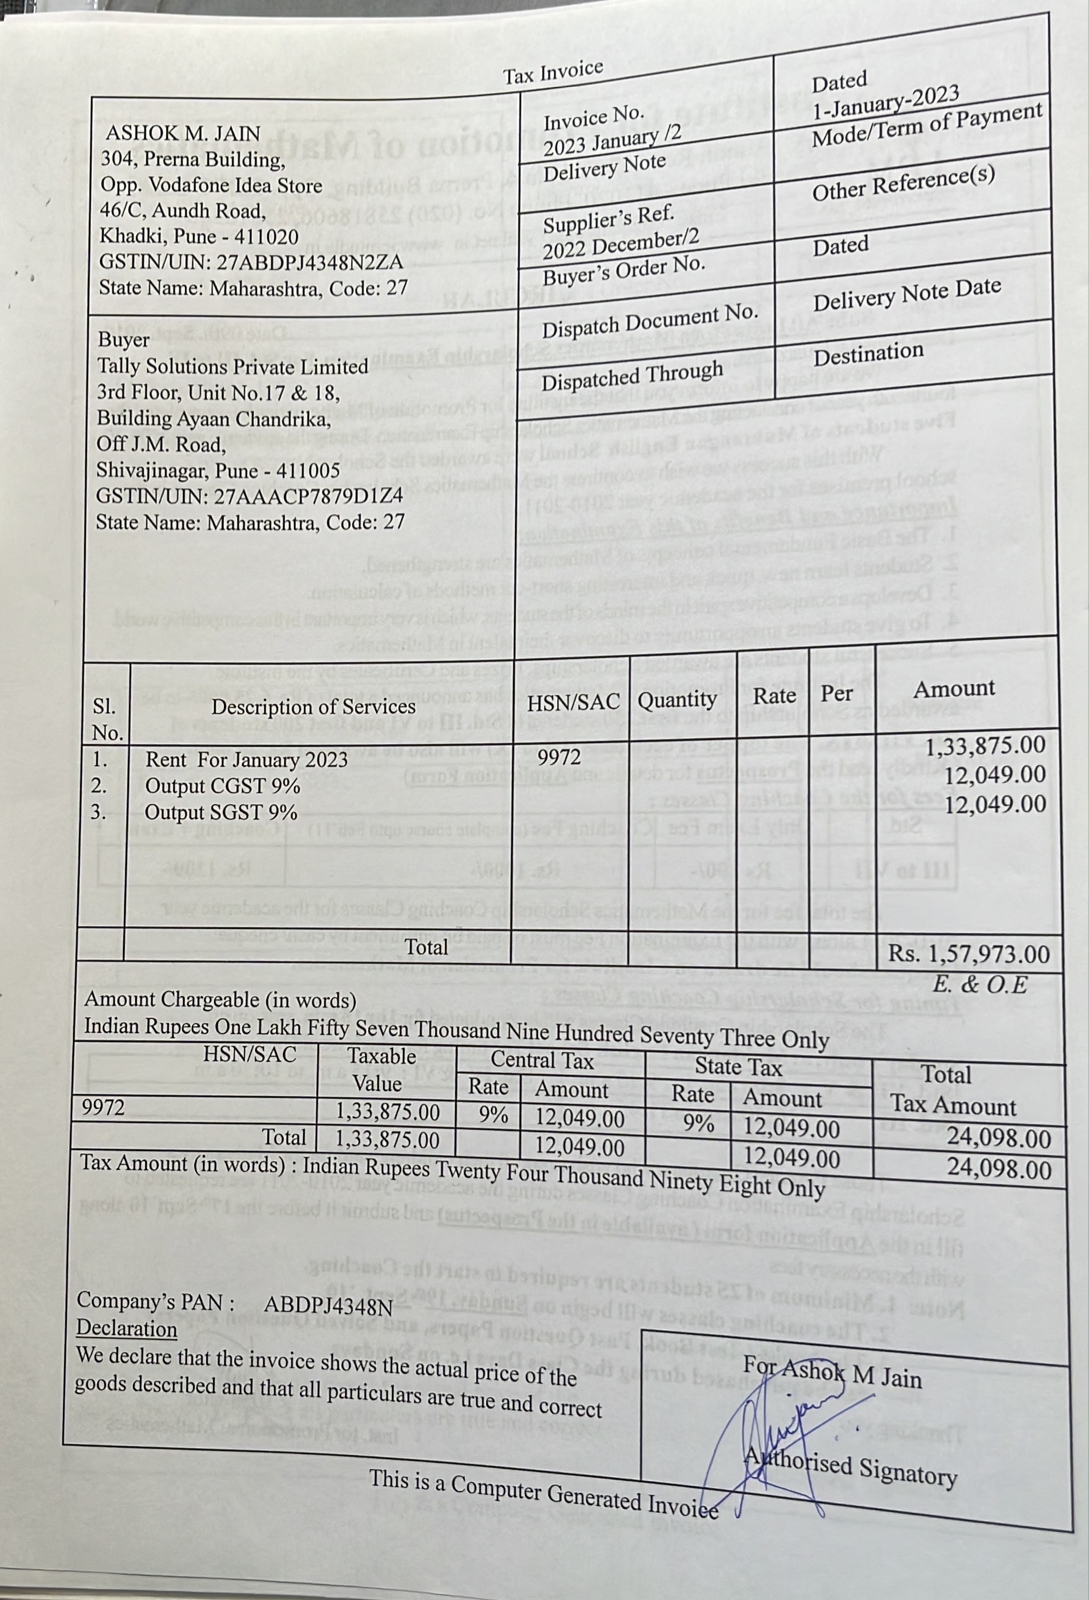 Tax Invoice
ASHOK M. JAIN
304, Prerna Building,
Opp. Vodafone Idea Store
46/C, Aundh Road,
Khadki, Pune - 411020
GSTIN/UIN: 27ABDPJ4348N2ZA
State Name: Maharashtra, Code: 27
Invoice No.
2023 January /2
Dated
1-January-2023
Delivery Note
Mode/Term of Payment
Supplier's Ref.
2022 December/2
Other Reference(s)
Buyer's Order No.
Dated
Dispatch Document No.
Delivery Note Date
Dispatched Through
Destination
Buyer
Tally Solutions Private Limited
3rd Floor, Unit No.17 & 18,
Building Ayaan Chandrika,
Off J.M. Road,
Shivajinagar, Pune - 411005
GSTIN/UIN: 27AAACP7879D1Z4
State Name: Maharashtra, Code: 27
Sl. No. Description of Services HSN/SAC Quantity Rate Per Amount
1. Rent For January 2023 9972 1,33,875.00
2. Output CGST 9% 12,049.00
3. Output SGST 9% 12,049.00
Total Rs. 1,57,973.00
E. & O.E
Amount Chargeable (in words)
Indian Rupees One Lakh Fifty Seven Thousand Nine Hundred Seventy Three Only
HSN/SAC Taxable Value Central Tax State Tax Total Tax Amount
Rate Amount Rate Amount
9972 1,33,875.00 9% 12,049.00 9% 12,049.00 24,098.00
Total 1,33,875.00 12,049.00 12,049.00 24,098.00
Tax Amount (in words) : Indian Rupees Twenty Four Thousand Ninety Eight Only
Company's PAN : ABDPJ4348N
Declaration
We declare that the invoice shows the actual price of the
goods described and that all particulars are true and correct
For Ashok M Jain
Authorised Signatory
This is a Computer Generated Invoice